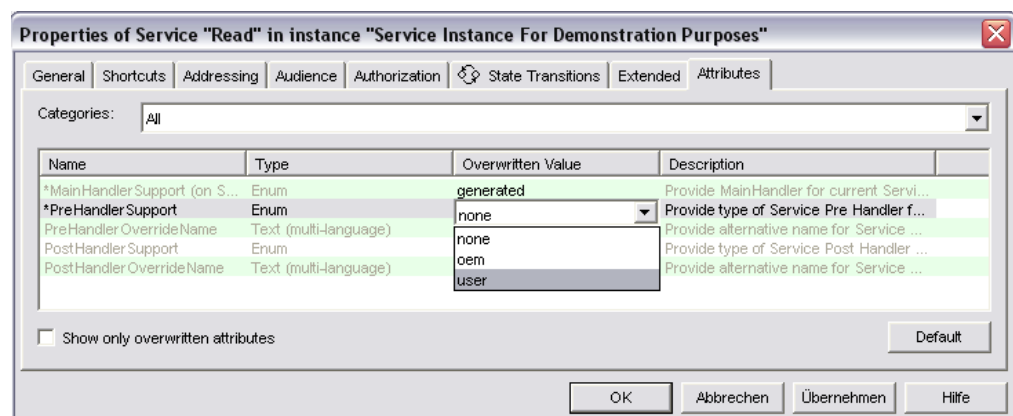 Properties of Service "Read" in instance "Service Instance For Demonstration Purposes"
General Shortcuts Addressing Audience Authorization State Transitions Extended Attributes
Categories: All
Name Type Overwritten Value Description
*MainHandlerSupport (on S... Enum generated Provide MainHandler for current Servi...
*PreHandlerSupport Enum none Provide type of Service Pre Handler f...
PreHandlerOverrideName Text (multi-language) none Provide alternative name for Service ...
PostHandlerSupport Enum oem Provide type of Service Post Handler ...
PostHandlerOverrideName Text (multi-language) user Provide alternative name for Service ...
Show only overwritten attributes Default
OK Abbrechen Übernehmen Hilfe